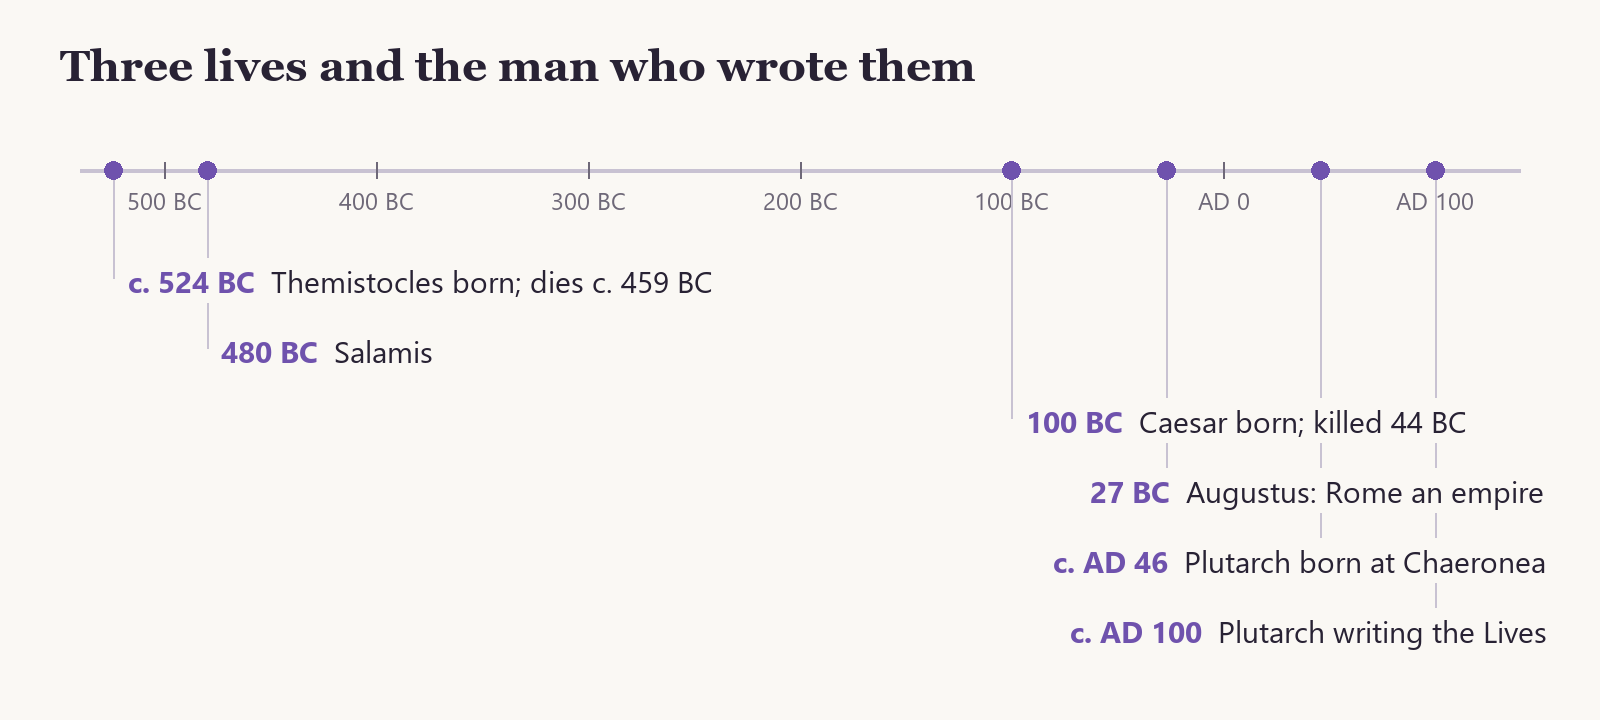 Three lives and the man who wrote them
500 BC 400 BC 300 BC 200 BC 100 BC AD 0 AD 100
c. 524 BC Themistocles born; dies c. 459 BC
480 BC Salamis
100 BC Caesar born; killed 44 BC
27 BC Augustus: Rome an empire
c. AD 46 Plutarch born at Chaeronea
c. AD 100 Plutarch writing the Lives